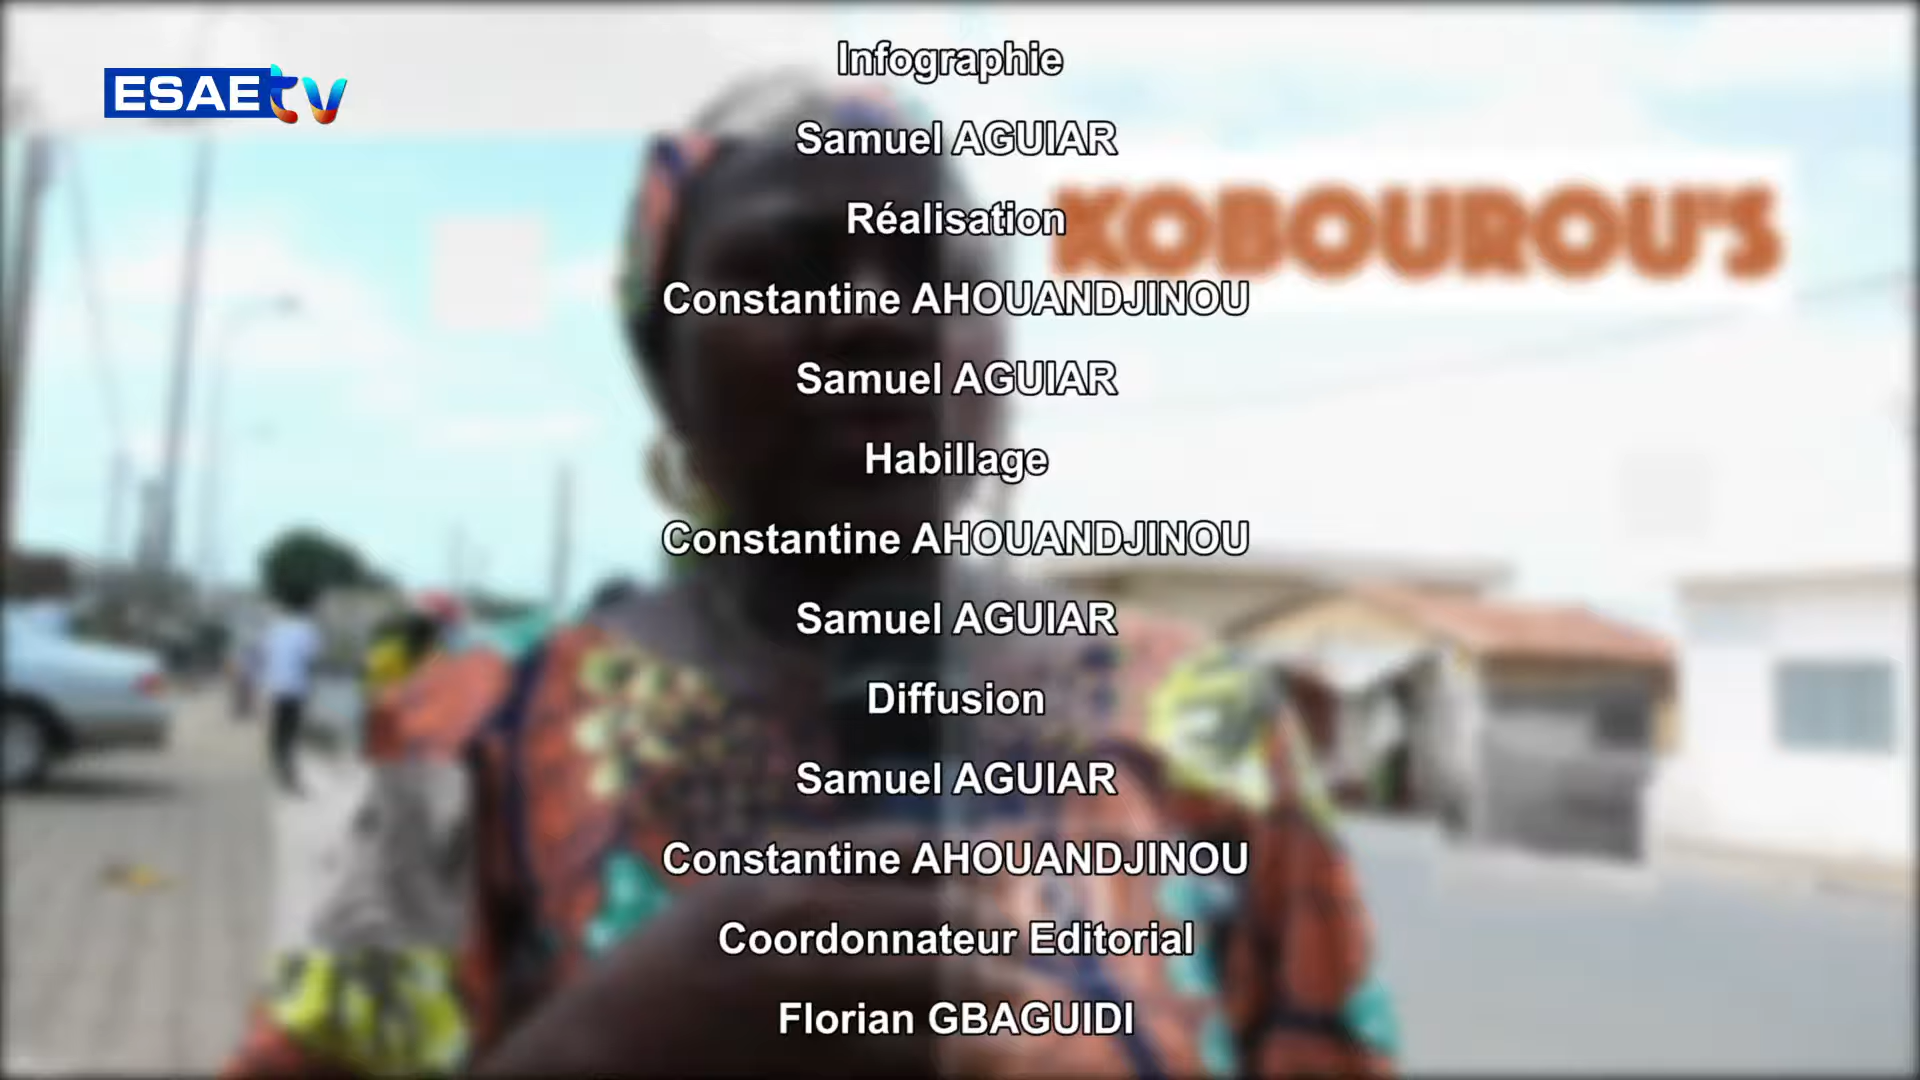 ESAE tv
Infographie
Samuel AGUIAR
KOBOUROU'S
Réalisation
Constantine AHOUANDJINOU
Samuel AGUIAR
Habillage
Constantine AHOUANDJINOU
Samuel AGUIAR
Diffusion
Samuel AGUIAR
Constantine AHOUANDJINOU
Coordonnateur Editorial
Florian GBAGUIDI